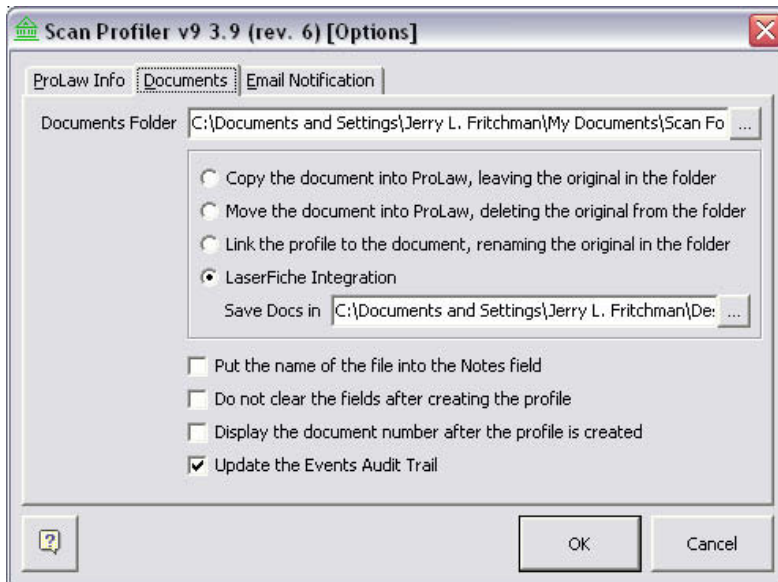 Scan Profiler v9 3.9 (rev. 6) [Options]
ProLaw Info Documents Email Notification
Documents Folder C:\Documents and Settings\Jerry L. Fritchman\My Documents\Scan Fo ...
Copy the document into ProLaw, leaving the original in the folder
Move the document into ProLaw, deleting the original from the folder
Link the profile to the document, renaming the original in the folder
LaserFiche Integration
Save Docs in C:\Documents and Settings\Jerry L. Fritchman\Des ...
Put the name of the file into the Notes field
Do not clear the fields after creating the profile
Display the document number after the profile is created
Update the Events Audit Trail
? OK Cancel